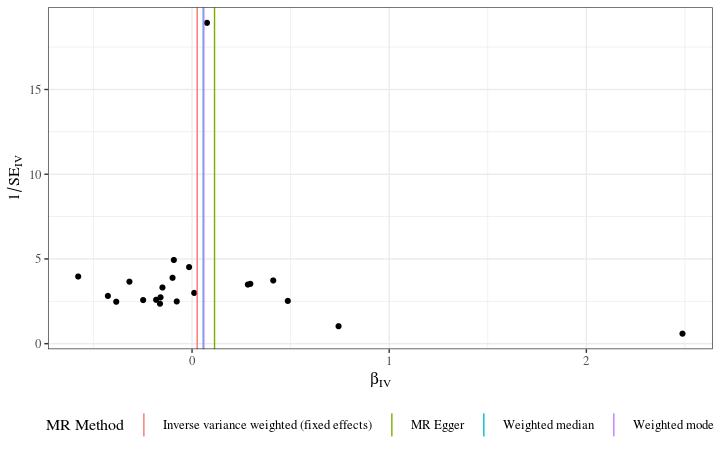 15
10
5
0
1/SE_IV
0 1 2
β_IV
MR Method Inverse variance weighted (fixed effects) MR Egger Weighted median Weighted mode